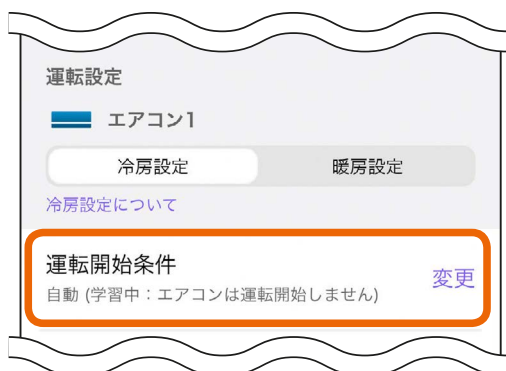 運転設定
エアコン1
冷房設定 暖房設定
冷房設定について
運転開始条件
変更
自動 (学習中：エアコンは運転開始しません)